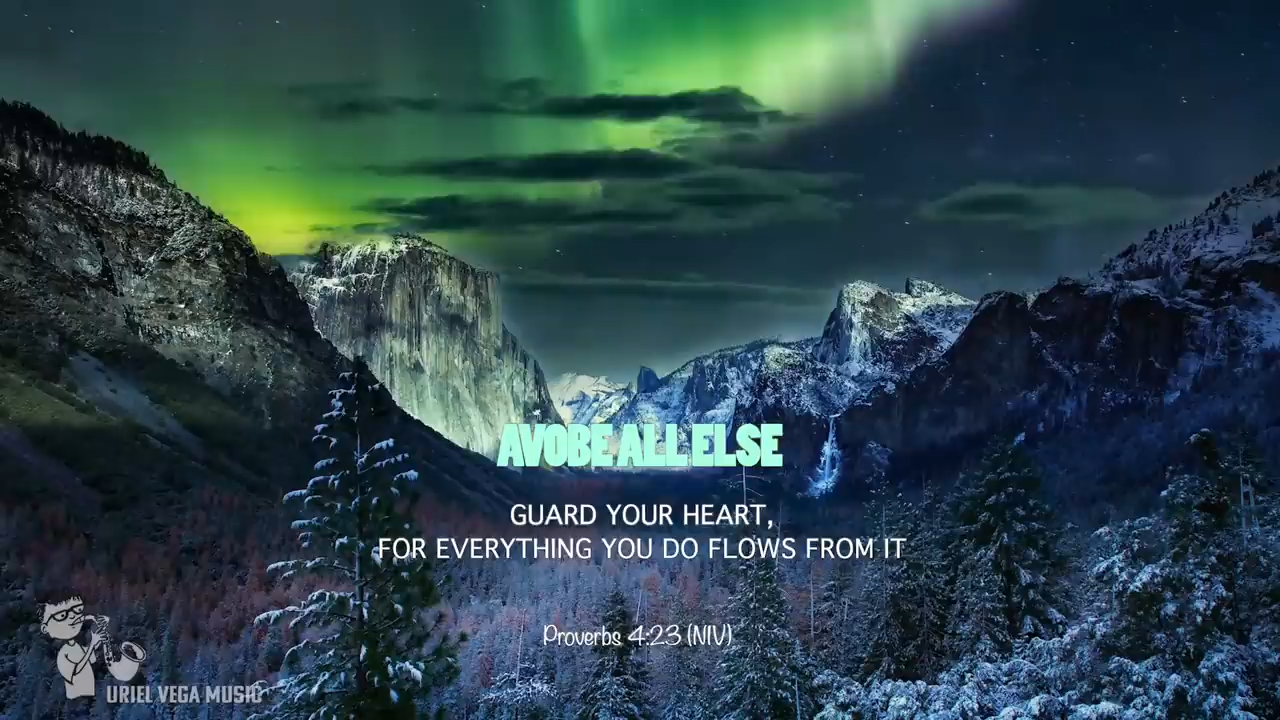 AVOBE ALL ELSE
GUARD YOUR HEART,
FOR EVERYTHING YOU DO FLOWS FROM IT
Proverbs 4:23 (NIV)
URIEL VEGA MUSIC